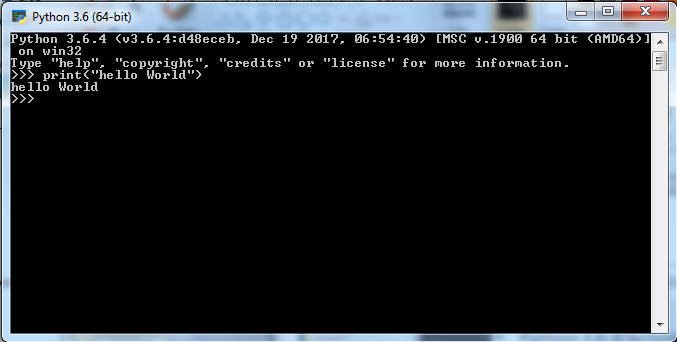 Python 3.6 (64-bit)
Python 3.6.4 (v3.6.4:d48eceb, Dec 19 2017, 06:54:40) [MSC v.1900 64 bit (AMD64)]
 on win32
Type "help", "copyright", "credits" or "license" for more information.
>>> print("hello World")
hello World
>>>